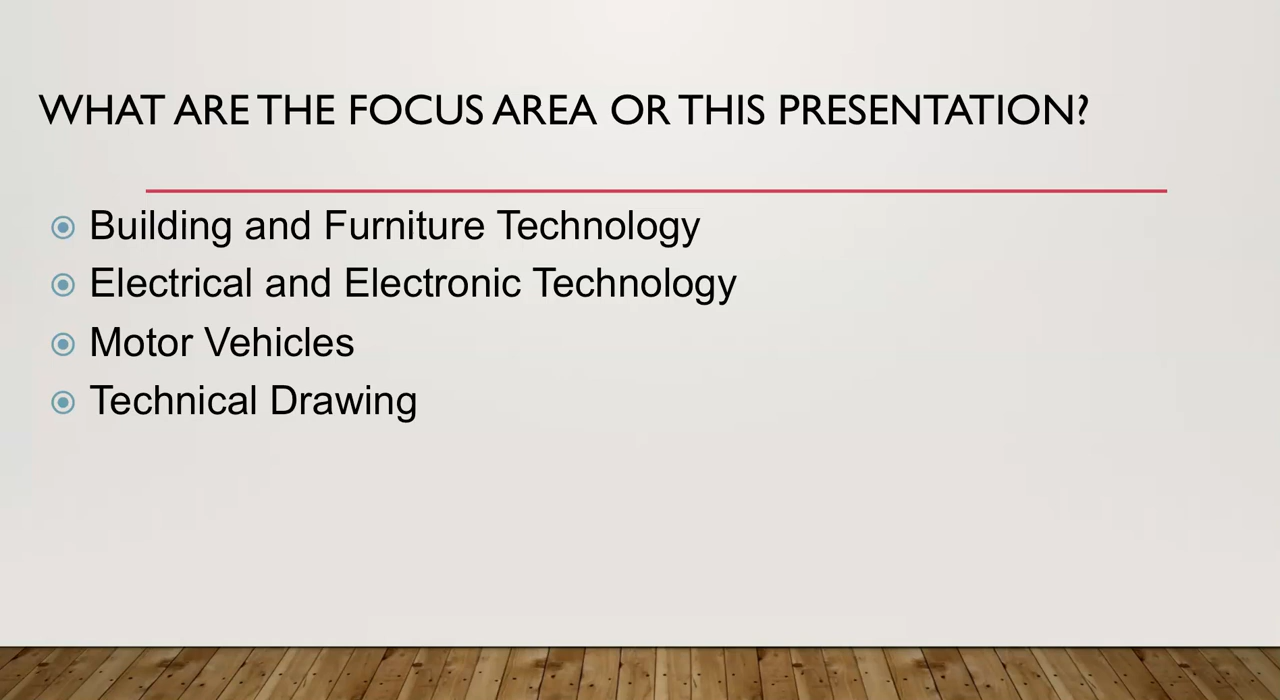 WHAT ARE THE FOCUS AREA OR THIS PRESENTATION?
Building and Furniture Technology
Electrical and Electronic Technology
Motor Vehicles
Technical Drawing